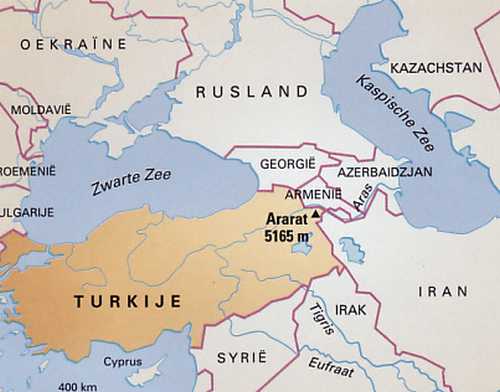 OEKRAÏNE
KAZACHSTAN
RUSLAND
MOLDAVIË
Kaspische Zee
ROEMENIË
GEORGIË
AZERBAIDZJAN
Zwarte Zee
ARMENIË
Aras
ULGARIJE
Ararat
5165 m
TURKIJE
IRAN
IRAK
Tigris
SYRIË
Cyprus
Eufraat
400 km